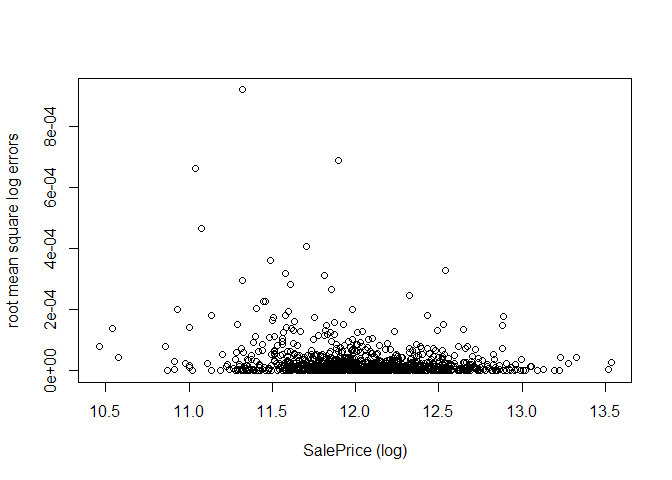 root mean square log errors
8e-04
6e-04
4e-04
2e-04
0e+00
10.5 11.0 11.5 12.0 12.5 13.0 13.5
SalePrice (log)